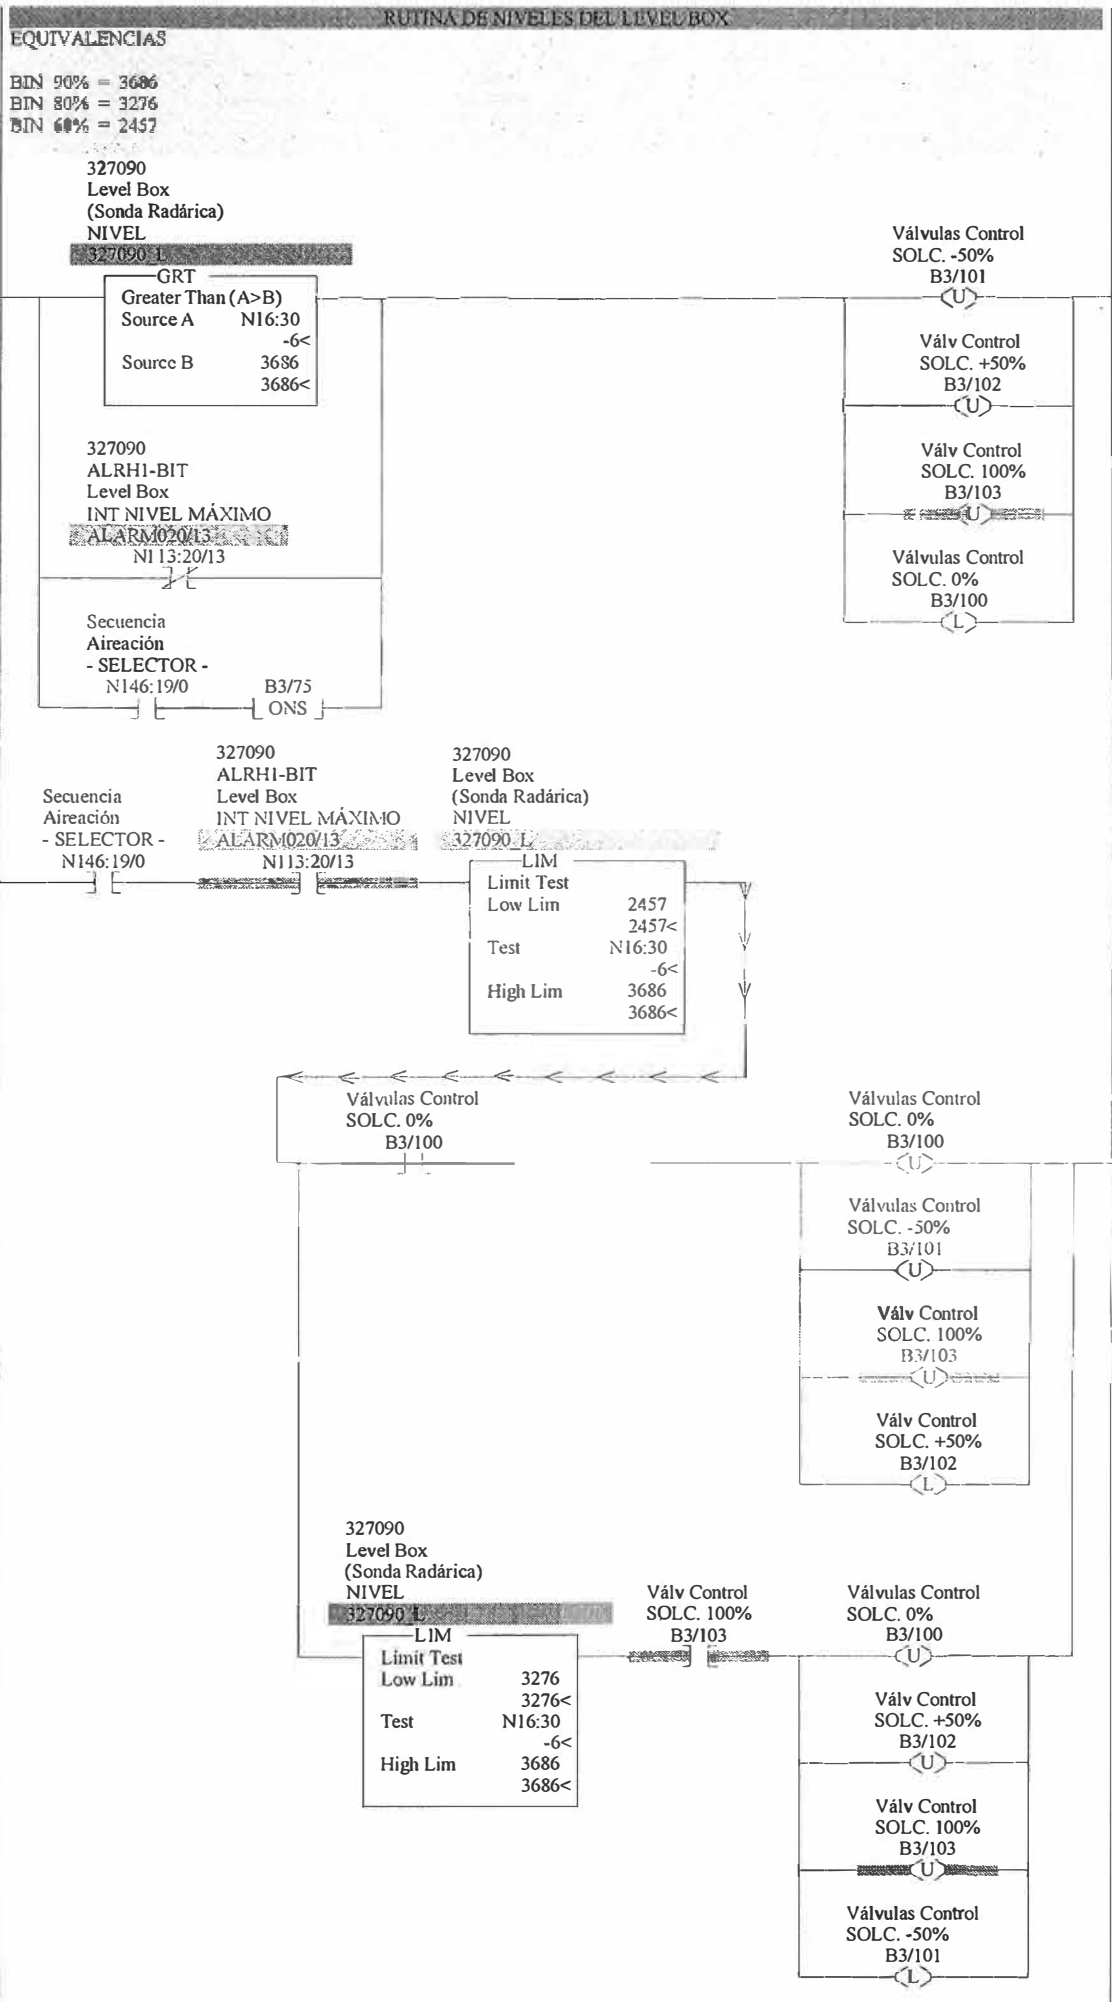 RUTINA DE NIVELES DEL LEVEL BOX
EQUIVALENCIAS
BIN 90% = 3686
BIN 80% = 3276
BIN 60% = 2457
327090
Level Box
(Sonda Radárica)
NIVEL
327090_L
GRT
Greater Than (A>B)
Source A N16:30
-6<
Source B 3686
3686<
Válvulas Control
SOLC. -50%
B3/101
U
Válv Control
SOLC. +50%
B3/102
U
327090
ALRH1-BIT
Level Box
INT NIVEL MÁXIMO
ALARM020/13
N113:20/13
Válv Control
SOLC. 100%
B3/103
U
Válvulas Control
SOLC. 0%
B3/100
L
Secuencia
Aireación
- SELECTOR -
N146:19/0 B3/75
ONS
Secuencia
Aireación
- SELECTOR -
N146:19/0
327090
ALRH1-BIT
Level Box
INT NIVEL MÁXIMO
ALARM020/13
N113:20/13
327090
Level Box
(Sonda Radárica)
NIVEL
327090_L
LIM
Limit Test
Low Lim 2457
2457<
Test N16:30
-6<
High Lim 3686
3686<
Válvulas Control
SOLC. 0%
B3/100
Válvulas Control
SOLC. 0%
B3/100
U
Válvulas Control
SOLC. -50%
B3/101
U
Válv Control
SOLC. 100%
B3/103
U
Válv Control
SOLC. +50%
B3/102
L
327090
Level Box
(Sonda Radárica)
NIVEL
327090_L
LIM
Limit Test
Low Lim 3276
3276<
Test N16:30
-6<
High Lim 3686
3686<
Válv Control
SOLC. 100%
B3/103
Válvulas Control
SOLC. 0%
B3/100
U
Válv Control
SOLC. +50%
B3/102
U
Válv Control
SOLC. 100%
B3/103
U
Válvulas Control
SOLC. -50%
B3/101
L